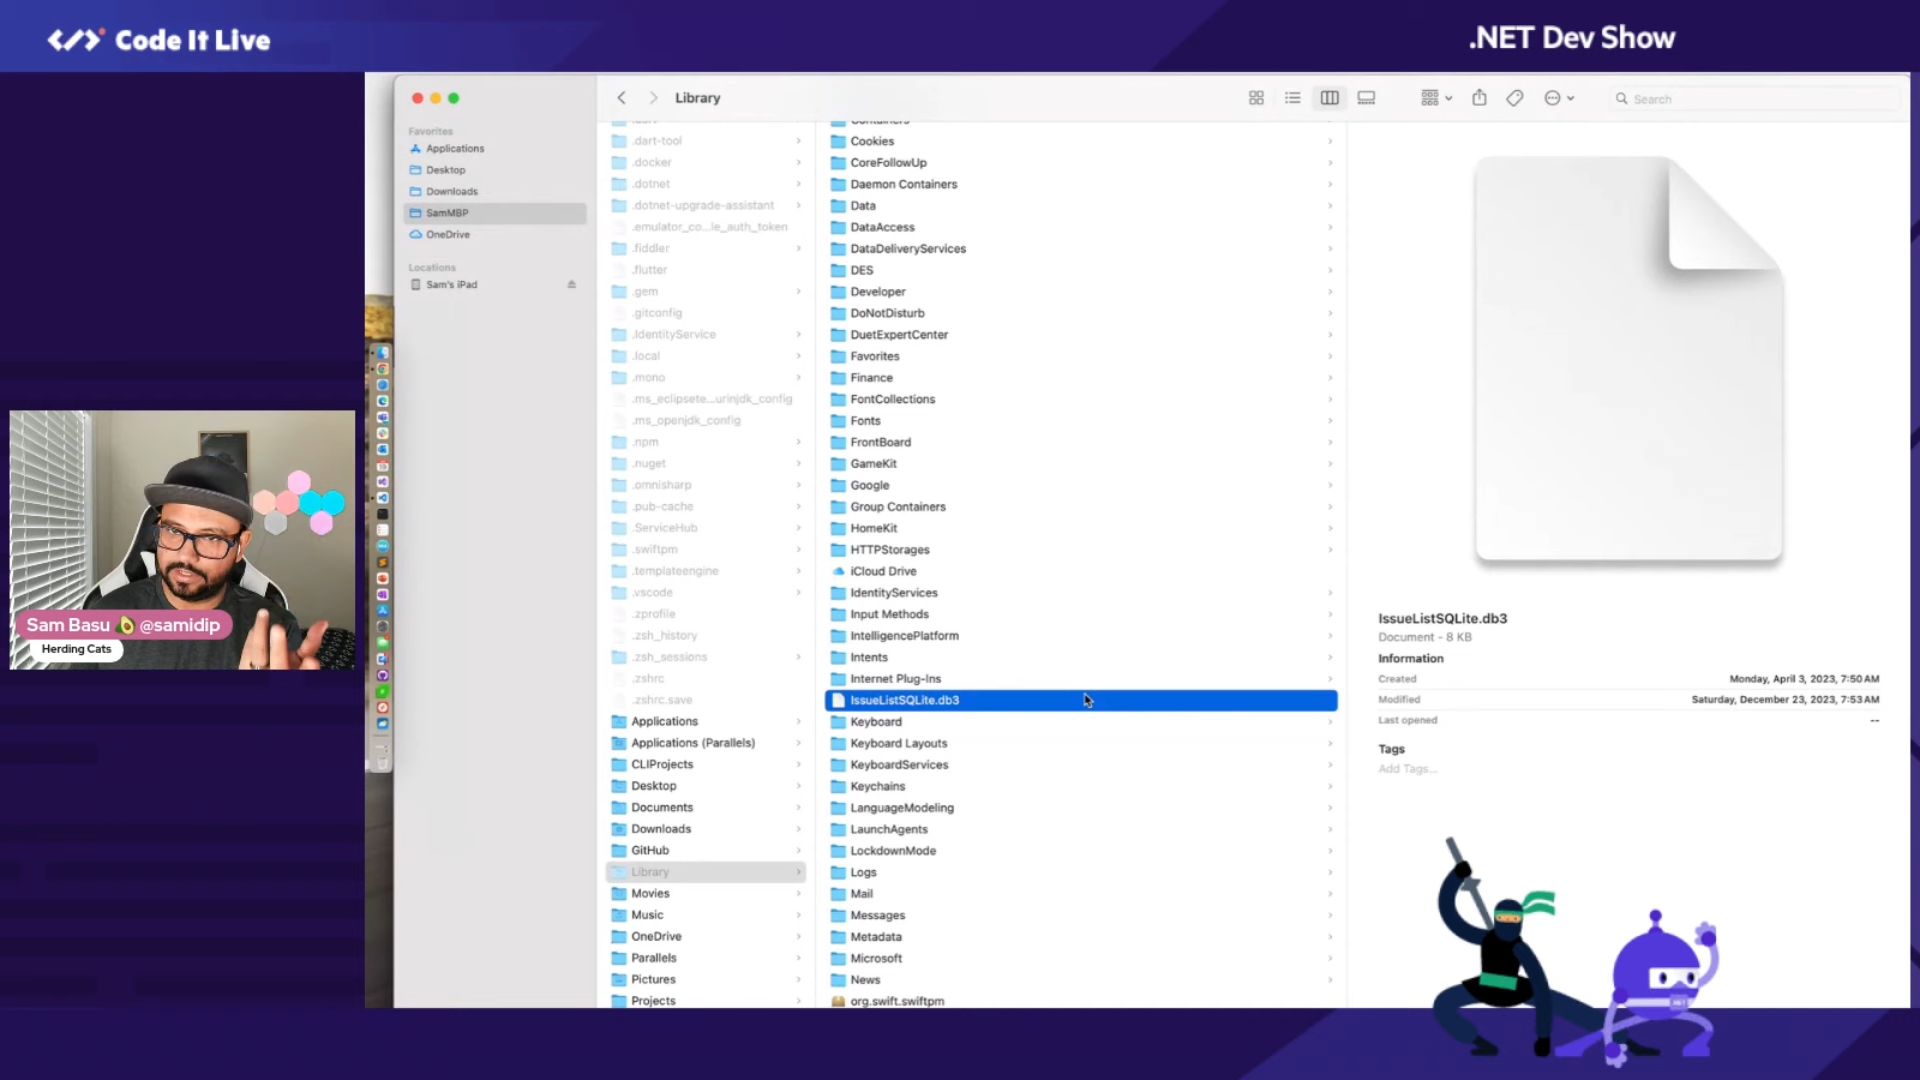 Code It Live
.NET Dev Show
Library
Search
Favorites
Applications
Desktop
Downloads
SamMBP
OneDrive
Locations
Sam's iPad
.dart-tool
.docker
.dotnet
.dotnet-upgrade-assistant
.emulator_co...le_auth_token
.fiddler
.flutter
.gem
.gitconfig
.IdentityService
.local
.mono
.ms_eclipsete...urinjdk_config
.ms_openjdk_config
.npm
.nuget
.omnisharp
.pub-cache
.ServiceHub
.swiftpm
.templateengine
.vscode
.zprofile
.zsh_history
.zsh_sessions
.zshrc
.zshrc.save
Applications
Applications (Parallels)
CLIProjects
Desktop
Documents
Downloads
GitHub
Library
Movies
Music
OneDrive
Parallels
Pictures
Projects
Containers
Cookies
CoreFollowUp
Daemon Containers
Data
DataAccess
DataDeliveryServices
DES
Developer
DoNotDisturb
DuetExpertCenter
Favorites
Finance
FontCollections
Fonts
FrontBoard
GameKit
Google
Group Containers
HomeKit
HTTPStorages
iCloud Drive
IdentityServices
Input Methods
IntelligencePlatform
Intents
Internet Plug-Ins
IssueListSQLite.db3
Keyboard
Keyboard Layouts
KeyboardServices
Keychains
LanguageModeling
LaunchAgents
LockdownMode
Logs
Mail
Messages
Metadata
Microsoft
News
org.swift.swiftpm
IssueListSQLite.db3
Document - 8 KB
Information
Created Monday, April 3, 2023, 7:50 AM
Modified Saturday, December 23, 2023, 7:53 AM
Last opened --
Tags
Add Tags...
Sam Basu 🥑 @samidip
Herding Cats
.NET